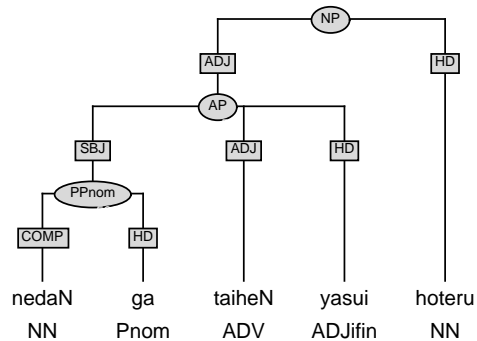 NP
ADJ HD
AP
SBJ ADJ HD
PPnom
COMP HD
nedaN ga taiheN yasui hoteru
NN Pnom ADV ADJifin NN